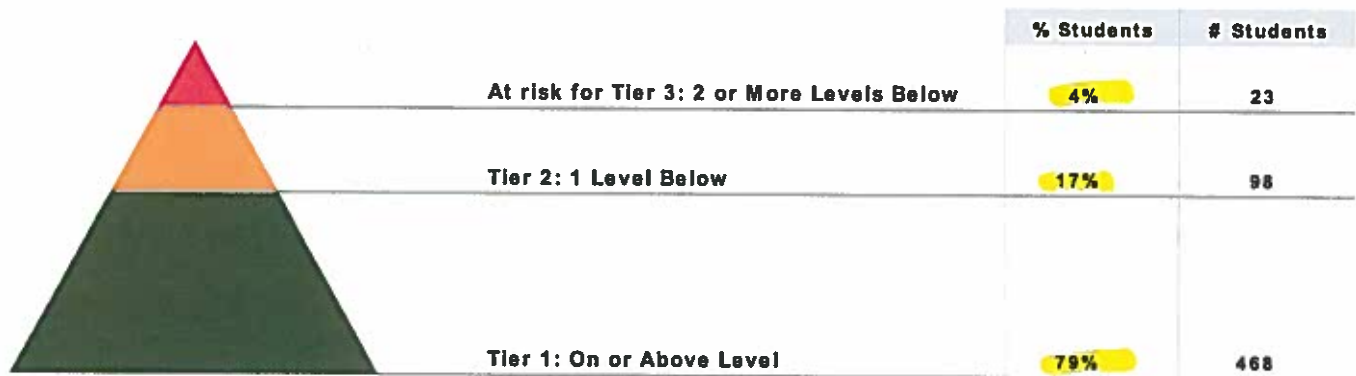 % Students # Students
At risk for Tier 3: 2 or More Levels Below 4% 23
Tier 2: 1 Level Below 17% 98
Tier 1: On or Above Level 79% 468